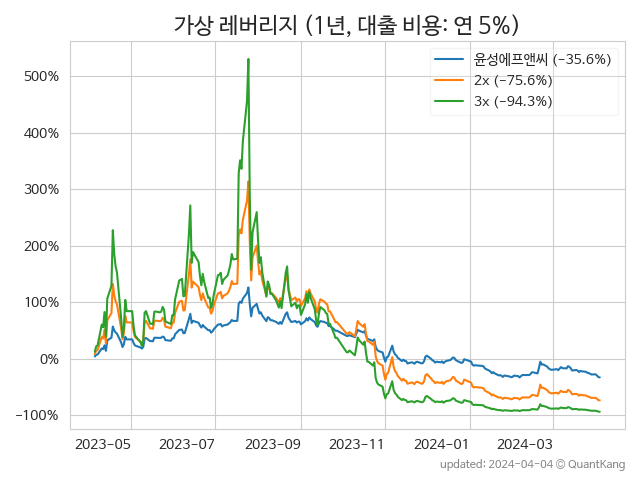 가상 레버리지 (1년, 대출 비용: 연 5%)
윤성에프앤씨 (-35.6%)
2x (-75.6%)
3x (-94.3%)
500%
400%
300%
200%
100%
0%
-100%
2023-05 2023-07 2023-09 2023-11 2024-01 2024-03
updated: 2024-04-04 © QuantKang